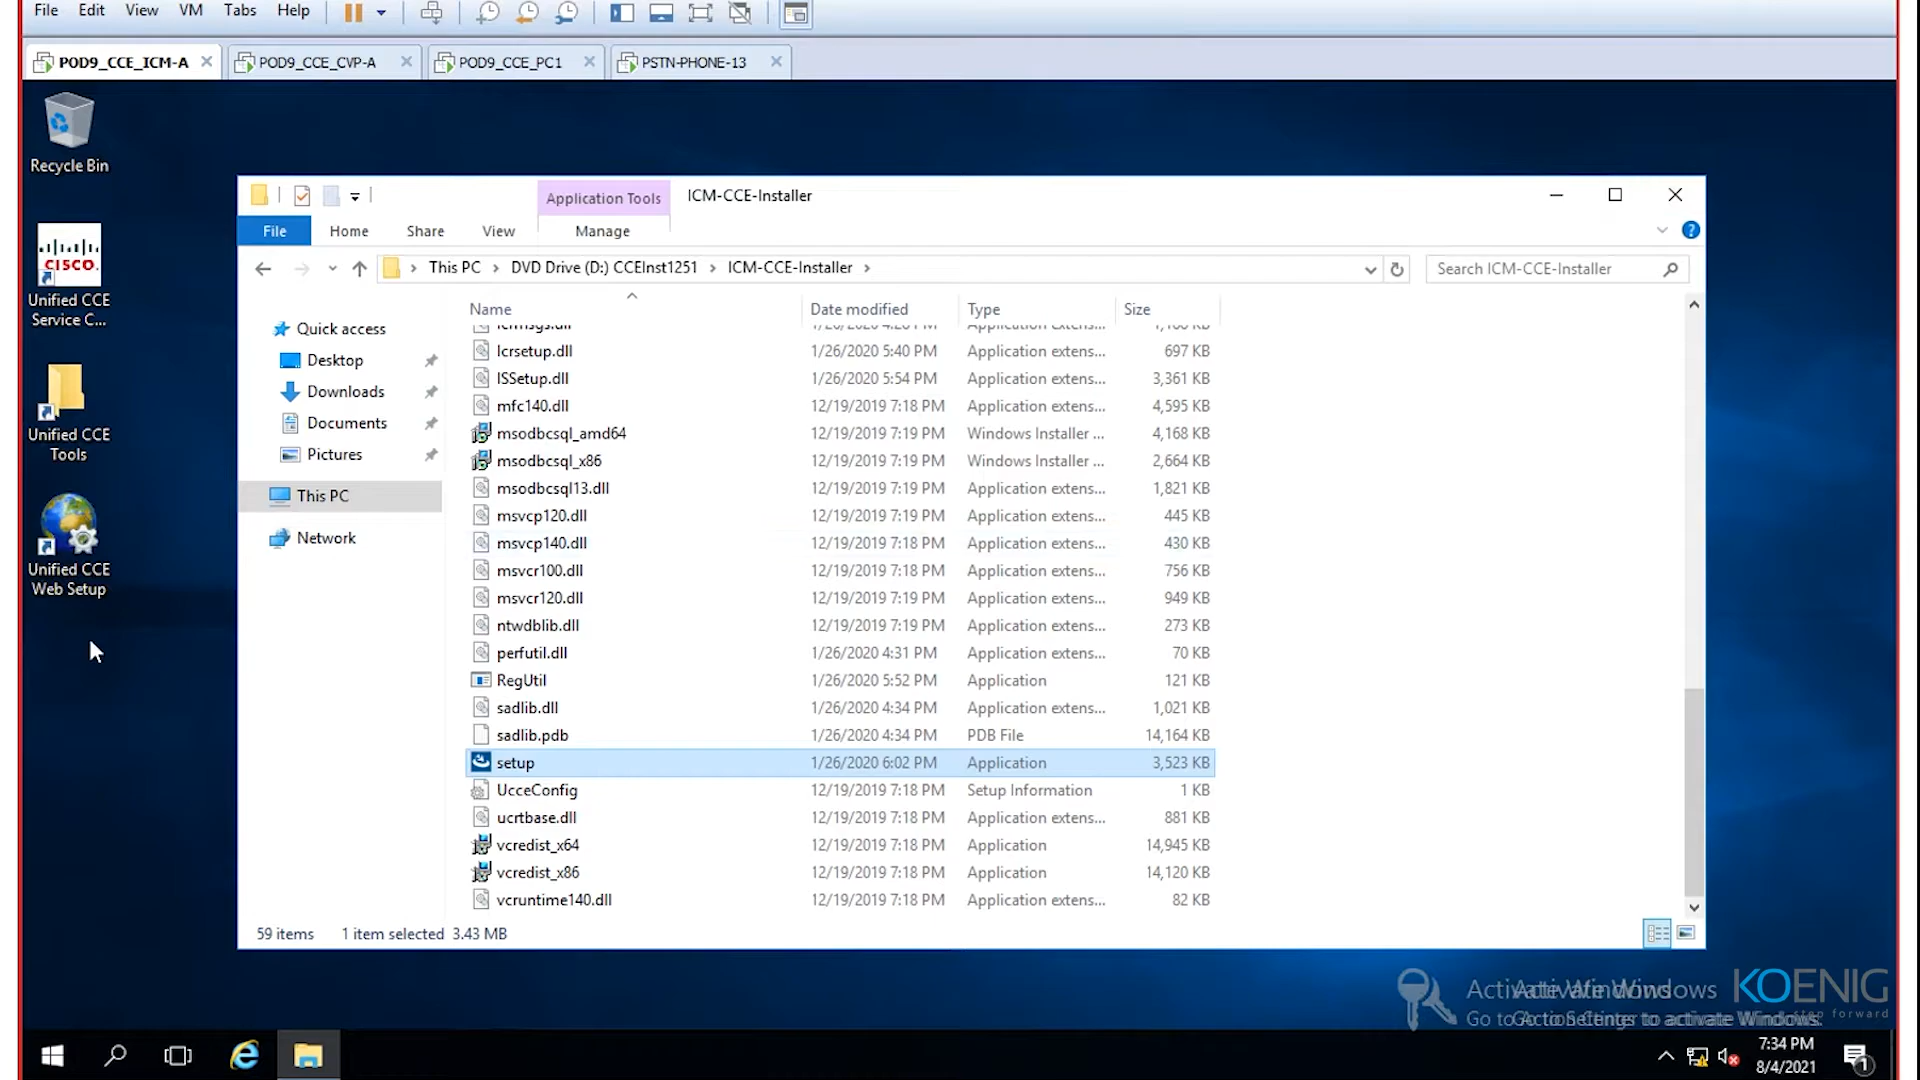 File Edit View VM Tabs Help
POD9_CCE_ICM-A POD9_CCE_CVP-A POD9_CCE_PC1 PSTN-PHONE-13
Recycle Bin
CISCO.
Unified CCE
Service C...
Unified CCE
Tools
Unified CCE
Web Setup
Application Tools ICM-CCE-Installer
File Home Share View Manage
This PC DVD Drive (D:) CCEInst1251 ICM-CCE-Installer
Search ICM-CCE-Installer
Quick access
Desktop
Downloads
Documents
Pictures
This PC
Network
Name Date modified Type Size
Icrsetup.dll 1/26/2020 5:40 PM Application extens... 697 KB
ISSetup.dll 1/26/2020 5:54 PM Application extens... 3,361 KB
mfc140.dll 12/19/2019 7:18 PM Application extens... 4,595 KB
msodbcsql_amd64 12/19/2019 7:19 PM Windows Installer ... 4,168 KB
msodbcsql_x86 12/19/2019 7:19 PM Windows Installer ... 2,664 KB
msodbcsql13.dll 12/19/2019 7:19 PM Application extens... 1,821 KB
msvcp120.dll 12/19/2019 7:19 PM Application extens... 445 KB
msvcp140.dll 12/19/2019 7:18 PM Application extens... 430 KB
msvcr100.dll 12/19/2019 7:18 PM Application extens... 756 KB
msvcr120.dll 12/19/2019 7:19 PM Application extens... 949 KB
ntwdblib.dll 12/19/2019 7:19 PM Application extens... 273 KB
perfutil.dll 1/26/2020 4:31 PM Application extens... 70 KB
RegUtil 1/26/2020 5:52 PM Application 121 KB
sadlib.dll 1/26/2020 4:34 PM Application extens... 1,021 KB
sadlib.pdb 1/26/2020 4:34 PM PDB File 14,164 KB
setup 1/26/2020 6:02 PM Application 3,523 KB
UcceConfig 12/19/2019 7:18 PM Setup Information 1 KB
ucrtbase.dll 12/19/2019 7:18 PM Application extens... 881 KB
vcredist_x64 12/19/2019 7:18 PM Application 14,945 KB
vcredist_x86 12/19/2019 7:18 PM Application 14,120 KB
vcruntime140.dll 12/19/2019 7:18 PM Application extens... 82 KB
59 items 1 item selected 3.43 MB
Activate Windows
KOENIG
forward
Go to Settings to activate Windows.
7:34 PM
8/4/2021
1